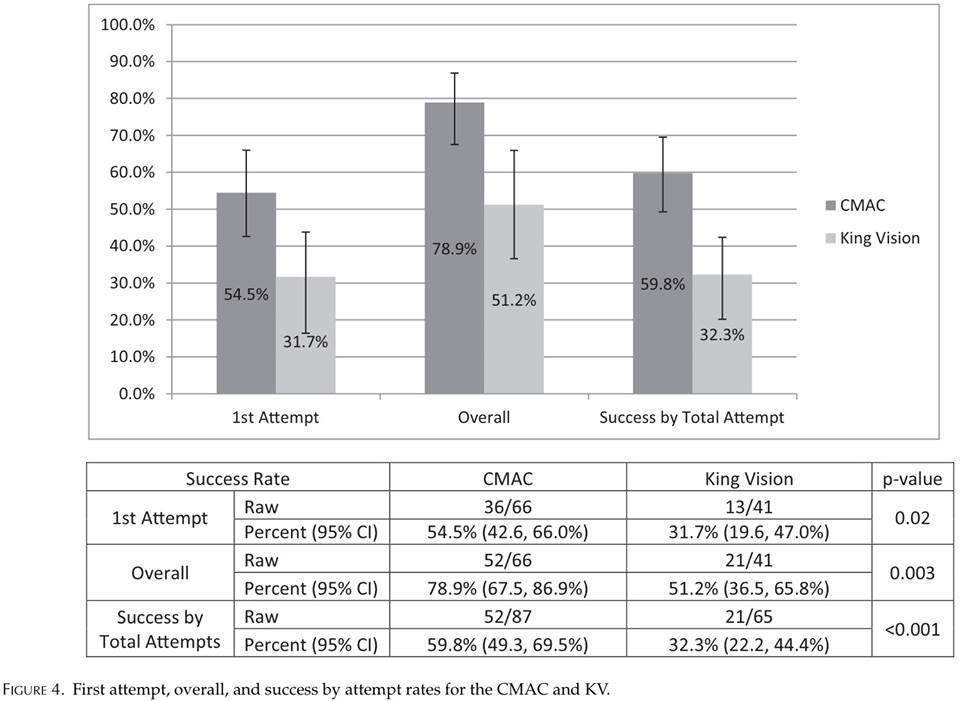 100.0%
90.0%
80.0%
70.0%
60.0%
50.0%
40.0%
30.0%
20.0%
10.0%
0.0%
54.5%
31.7%
78.9%
51.2%
59.8%
32.3%
1st Attempt
Overall
Success by Total Attempt
CMAC
King Vision
Success Rate CMAC King Vision p-value
1st Attempt Raw 36/66 13/41 0.02
Percent (95% CI) 54.5% (42.6, 66.0%) 31.7% (19.6, 47.0%)
Overall Raw 52/66 21/41 0.003
Percent (95% CI) 78.9% (67.5, 86.9%) 51.2% (36.5, 65.8%)
Success by Total Attempts Raw 52/87 21/65 <0.001
Percent (95% CI) 59.8% (49.3, 69.5%) 32.3% (22.2, 44.4%)
FIGURE 4. First attempt, overall, and success by attempt rates for the CMAC and KV.